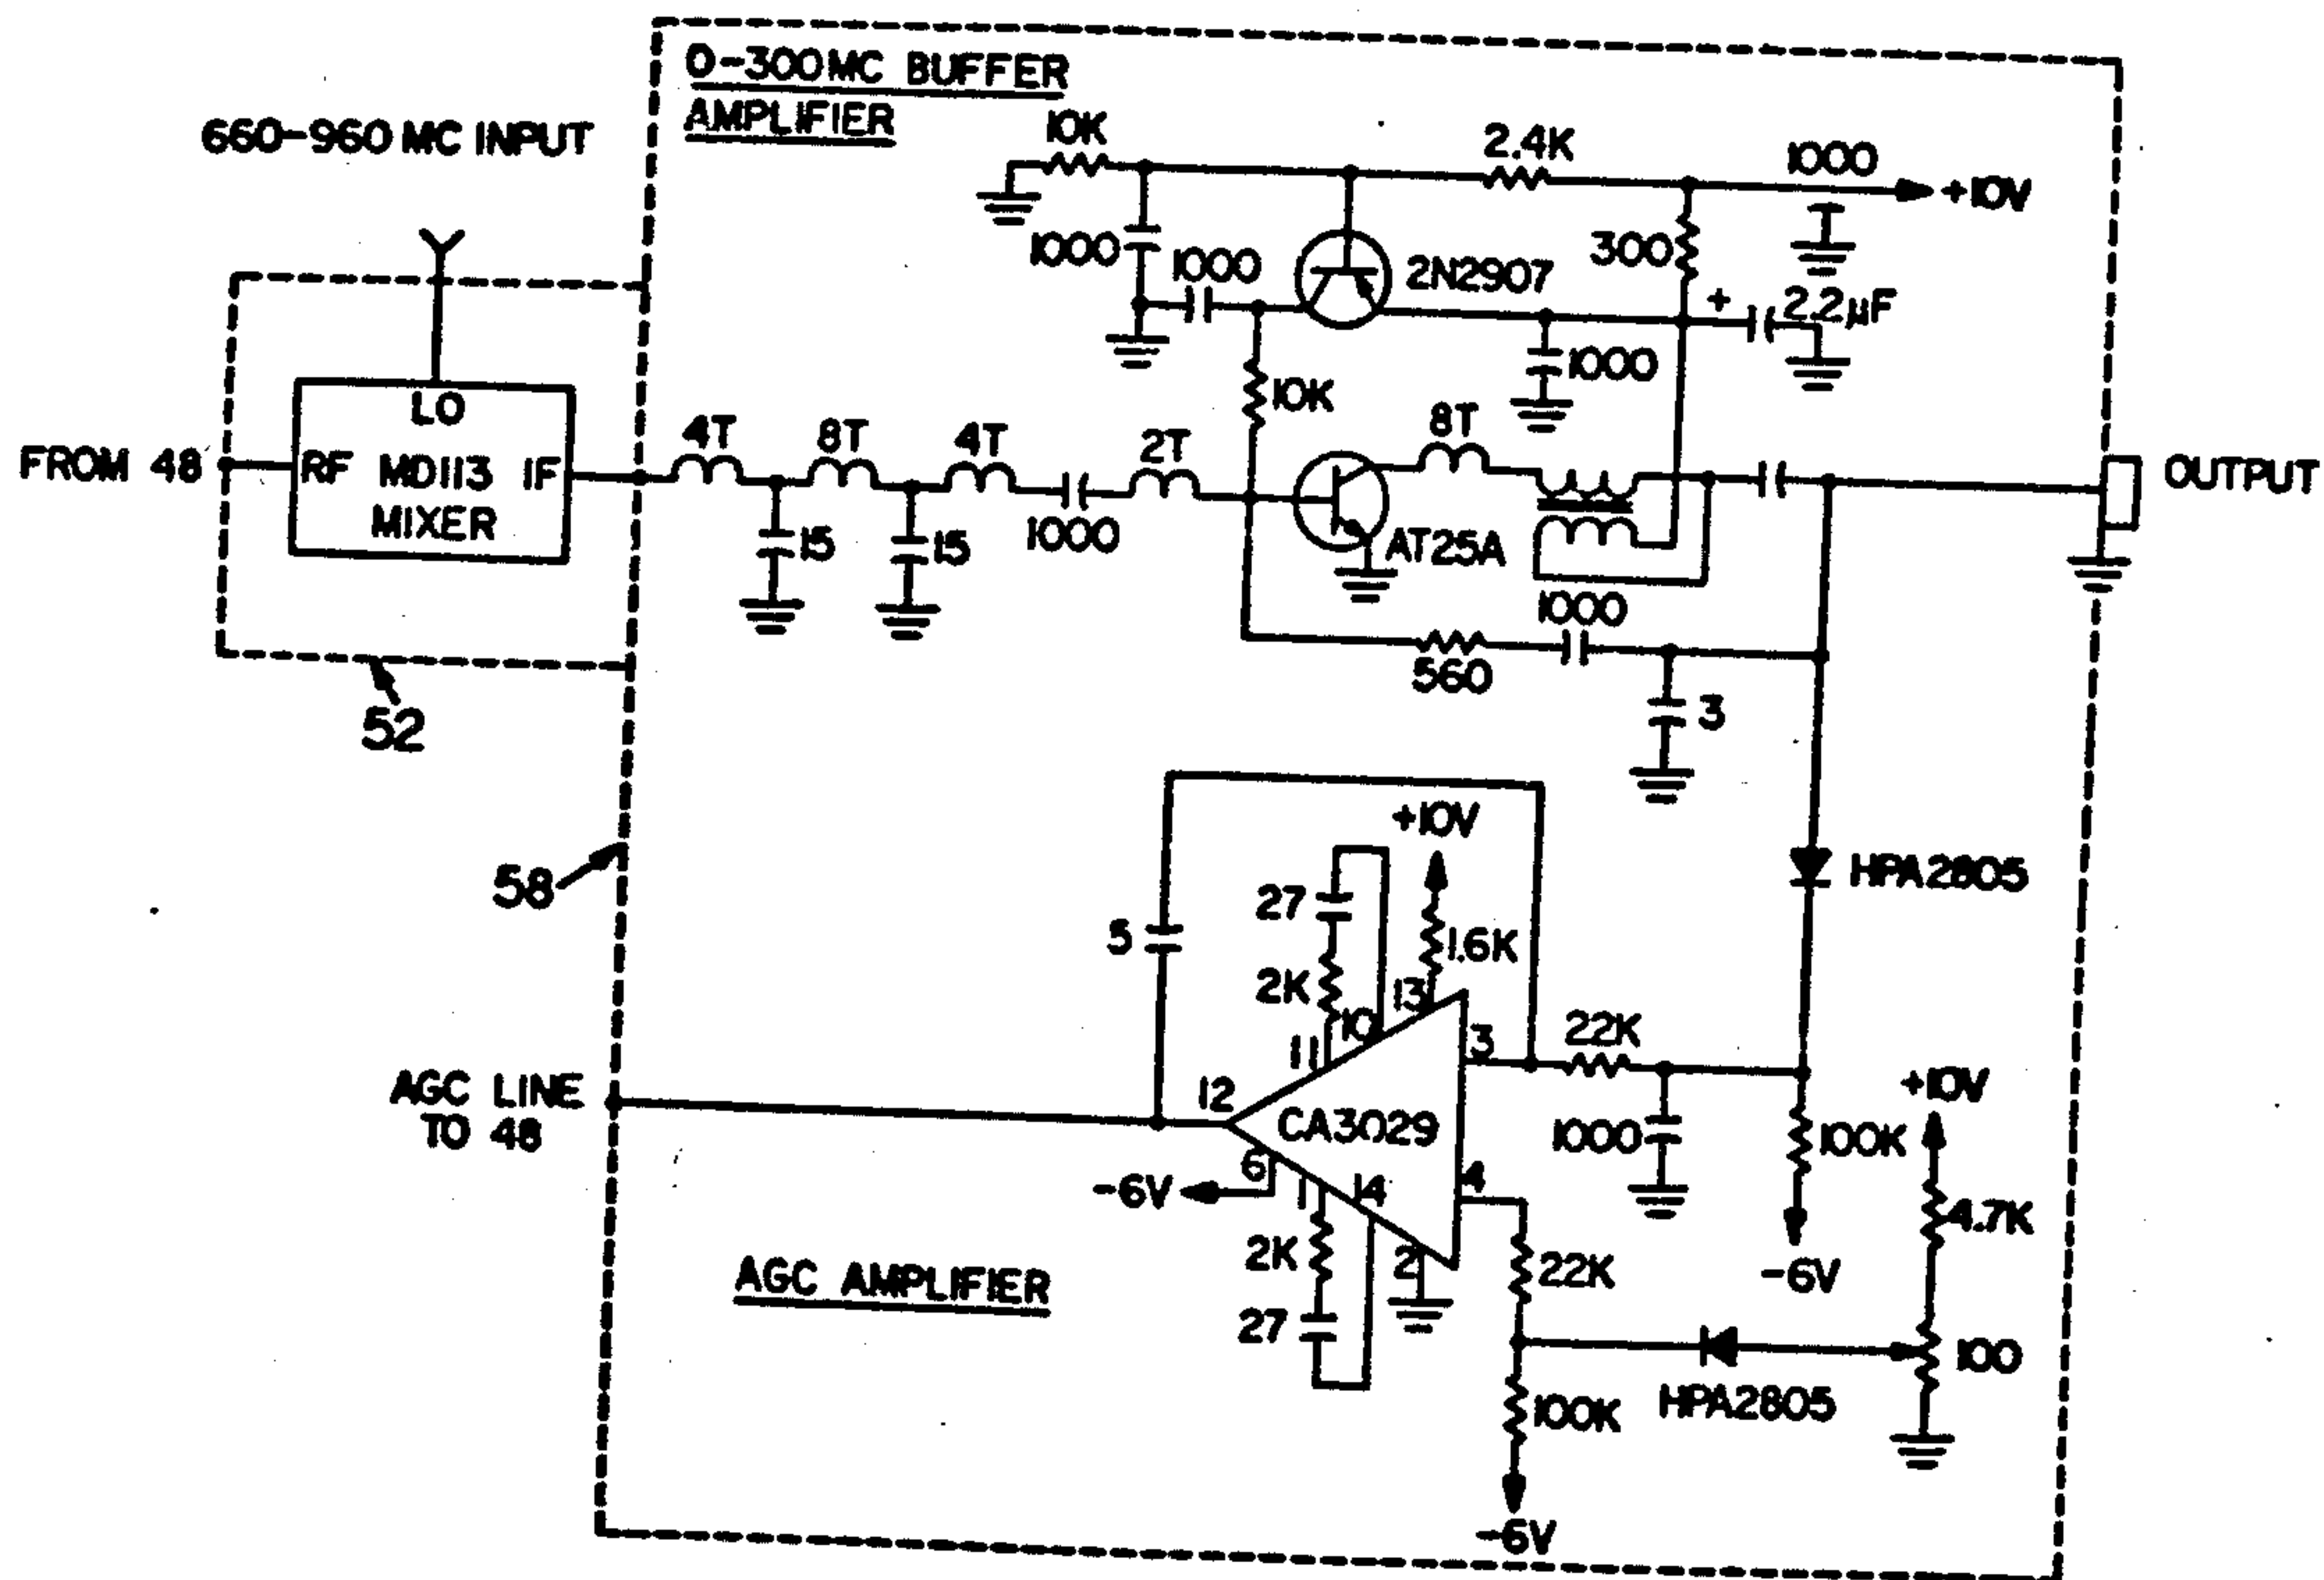 0-300MC BUFFER
AMPLIFIER
660-960 MC INPUT
10K
2.4K
1000
+10V
1000
1000
2N2907
300
+
2.2µF
1000
10K
LO
RF MD113 IF
MIXER
FROM 48
4T
8T
4T
2T
8T
OUTPUT
15
15
1000
AT25A
1000
560
3
52
58
+10V
HPA2805
27
5
2K
1.6K
13
10
11
3
22K
12
CA3029
AGC LINE
TO 48
1000
100K
+10V
6
-6V
1
14
4
4.7K
2K
2
22K
-6V
AGC AMPLIFIER
27
100
HPA2805
100K
-6V